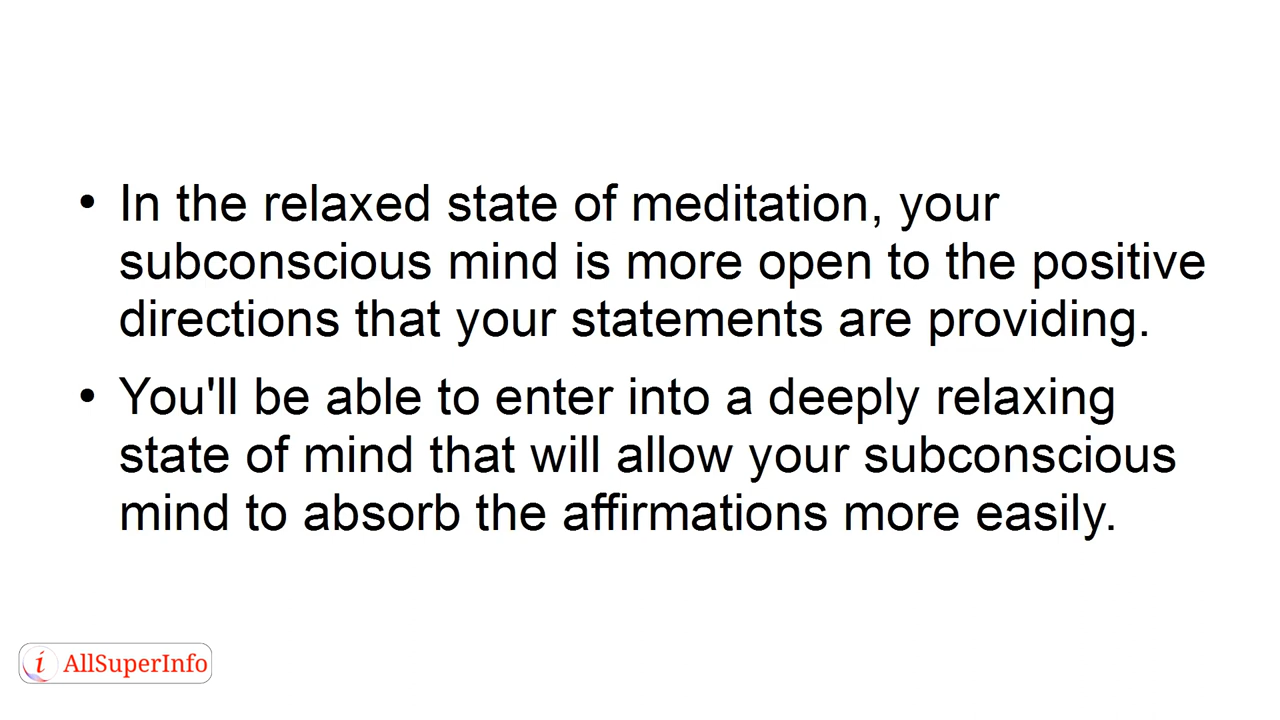 • In the relaxed state of meditation, your
subconscious mind is more open to the positive
directions that your statements are providing.
• You'll be able to enter into a deeply relaxing
state of mind that will allow your subconscious
mind to absorb the affirmations more easily.
i AllSuperInfo